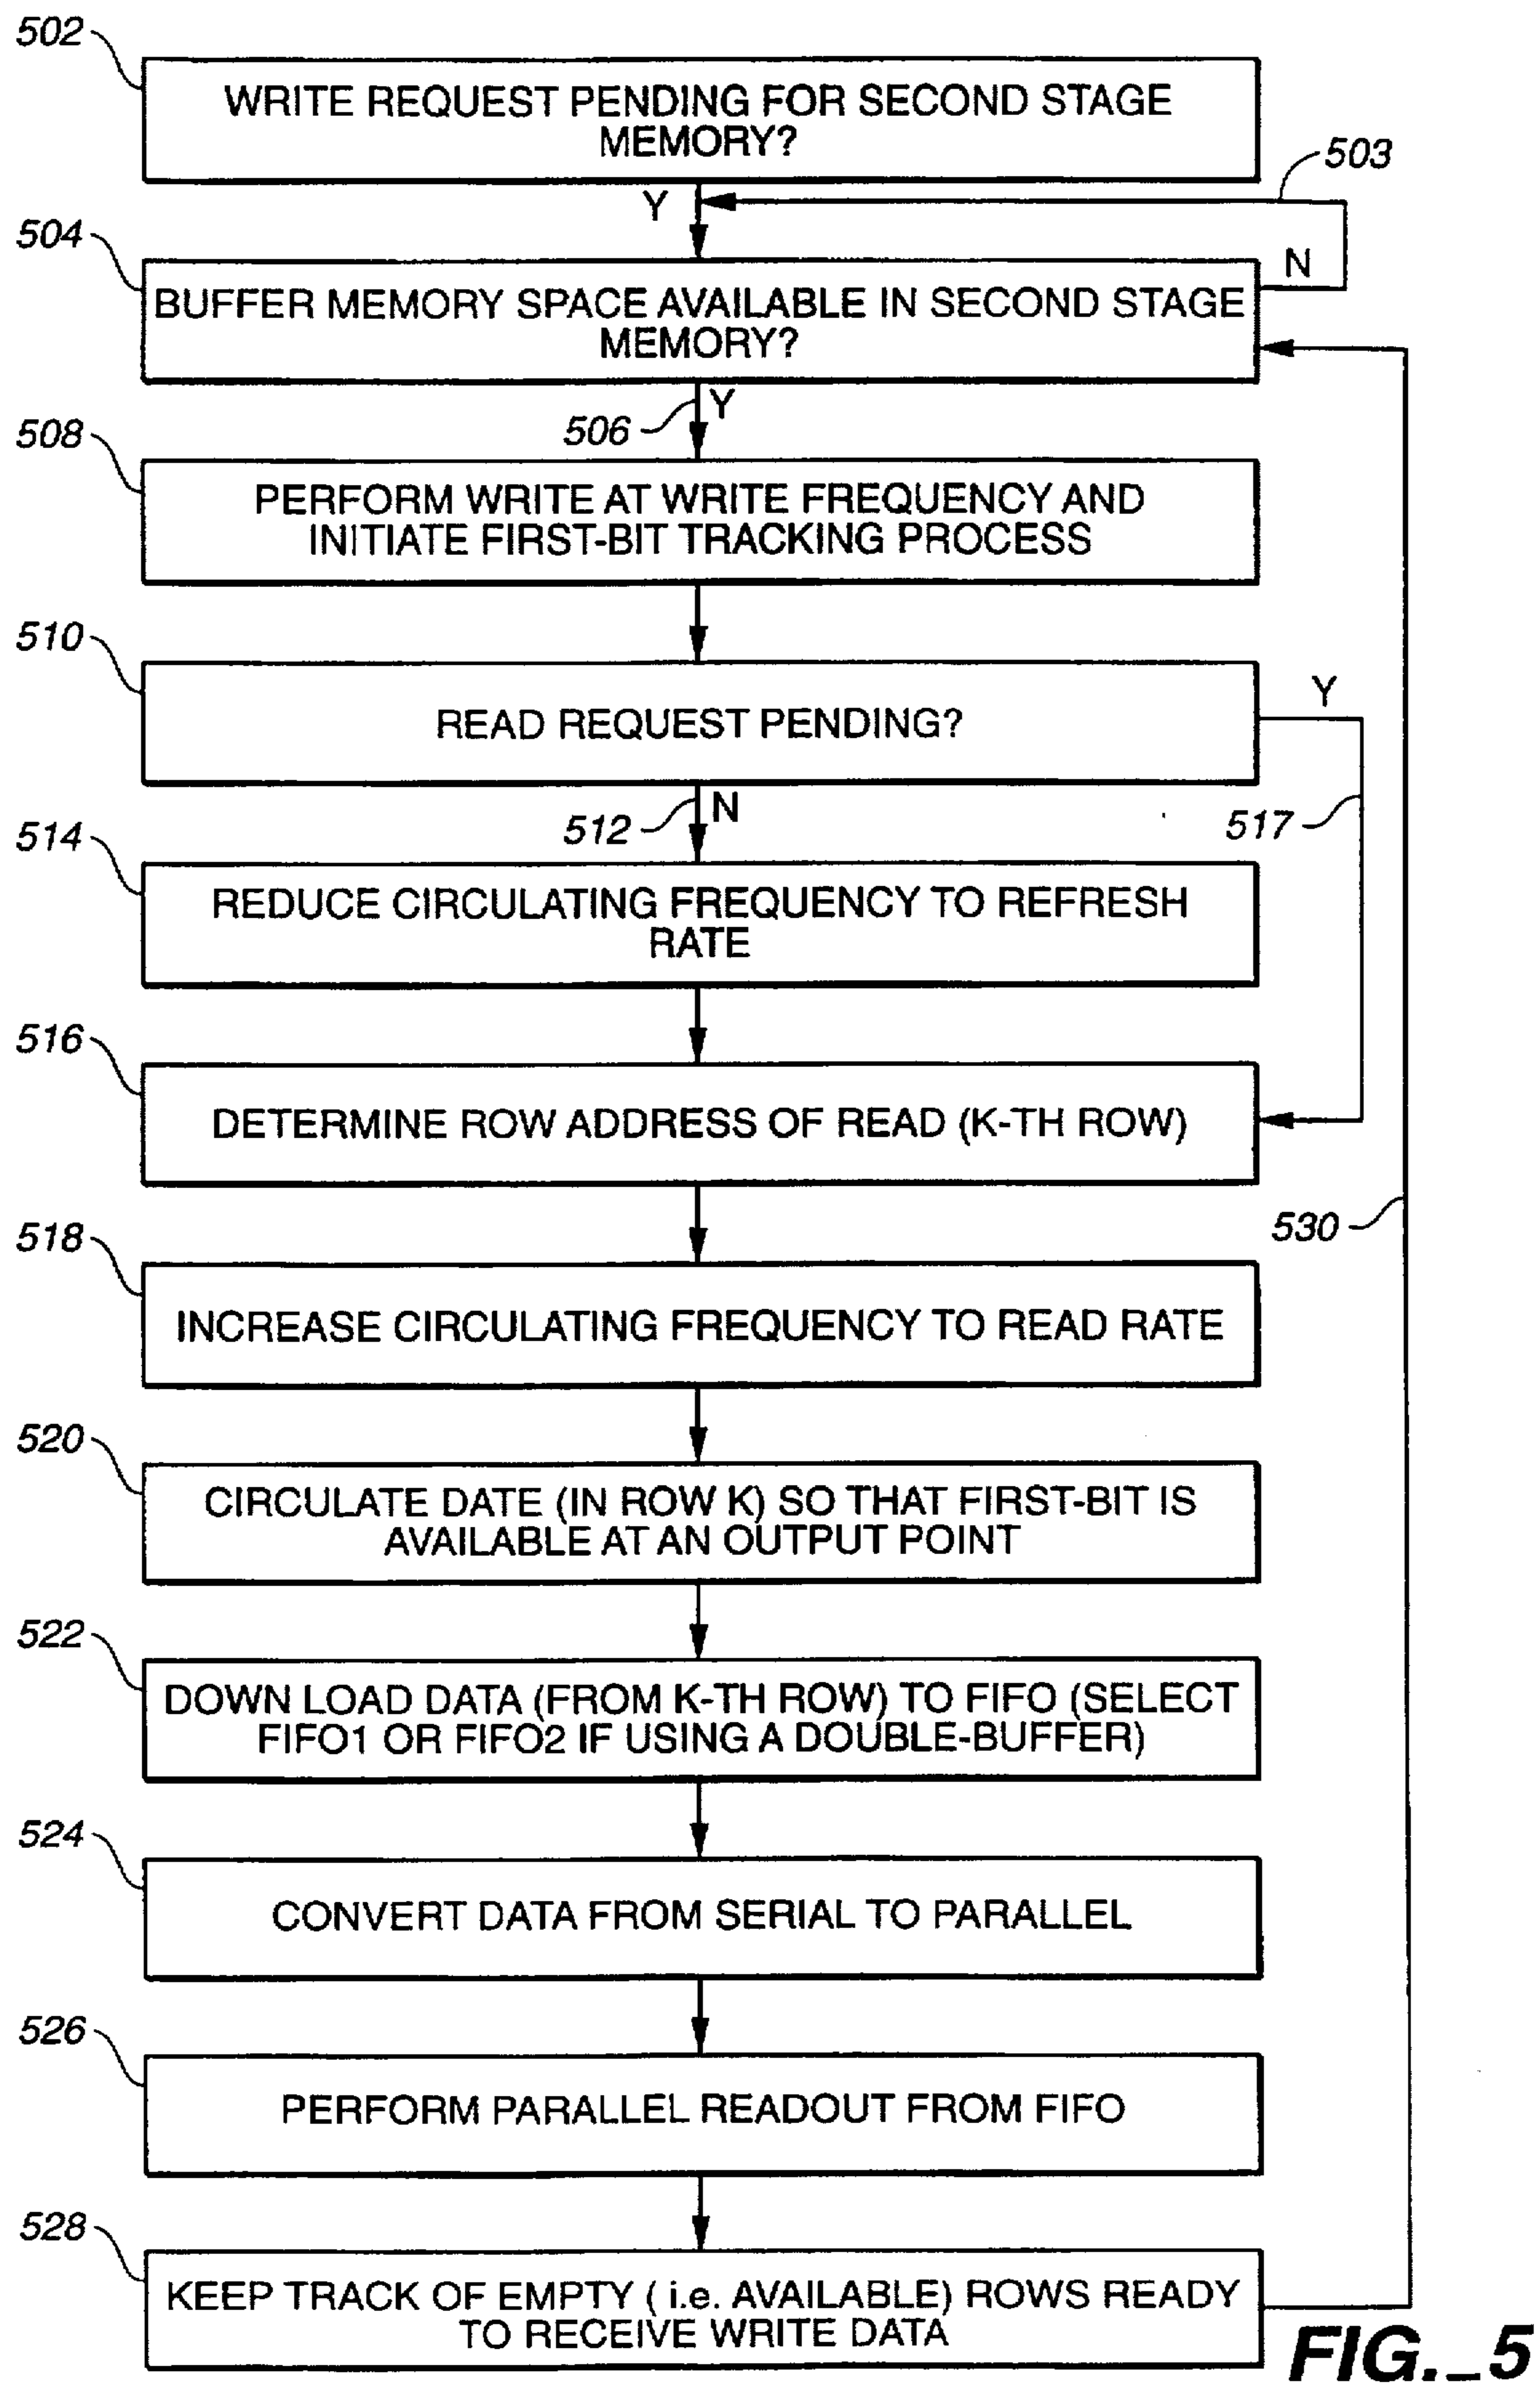 502
WRITE REQUEST PENDING FOR SECOND STAGE
MEMORY?
503
Y
504
N
BUFFER MEMORY SPACE AVAILABLE IN SECOND STAGE
MEMORY?
506
Y
508
PERFORM WRITE AT WRITE FREQUENCY AND
INITIATE FIRST-BIT TRACKING PROCESS
510
READ REQUEST PENDING?
Y
512
N
517
514
REDUCE CIRCULATING FREQUENCY TO REFRESH
RATE
516
DETERMINE ROW ADDRESS OF READ (K-TH ROW)
530
518
INCREASE CIRCULATING FREQUENCY TO READ RATE
520
CIRCULATE DATE (IN ROW K) SO THAT FIRST-BIT IS
AVAILABLE AT AN OUTPUT POINT
522
DOWN LOAD DATA (FROM K-TH ROW) TO FIFO (SELECT
FIFO1 OR FIFO2 IF USING A DOUBLE-BUFFER)
524
CONVERT DATA FROM SERIAL TO PARALLEL
526
PERFORM PARALLEL READOUT FROM FIFO
528
KEEP TRACK OF EMPTY ( i.e. AVAILABLE) ROWS READY
TO RECEIVE WRITE DATA
FIG._5